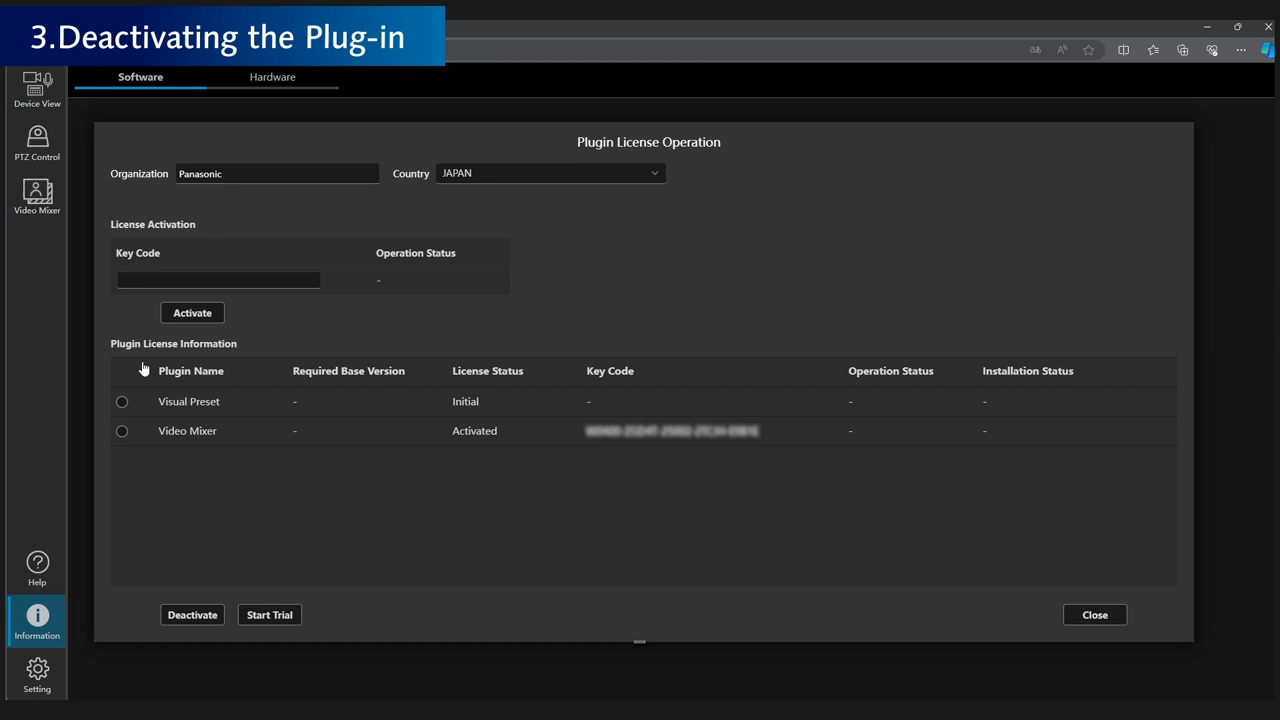 3.Deactivating the Plug-in
Software Hardware
Device View
PTZ Control
Video Mixer
Plugin License Operation
Organization Panasonic Country JAPAN
License Activation
Key Code Operation Status
-
Activate
Plugin License Information
Plugin Name Required Base Version License Status Key Code Operation Status Installation Status
Visual Preset - Initial - - -
Video Mixer - Activated - -
Deactivate Start Trial Close
Help
Information
Setting